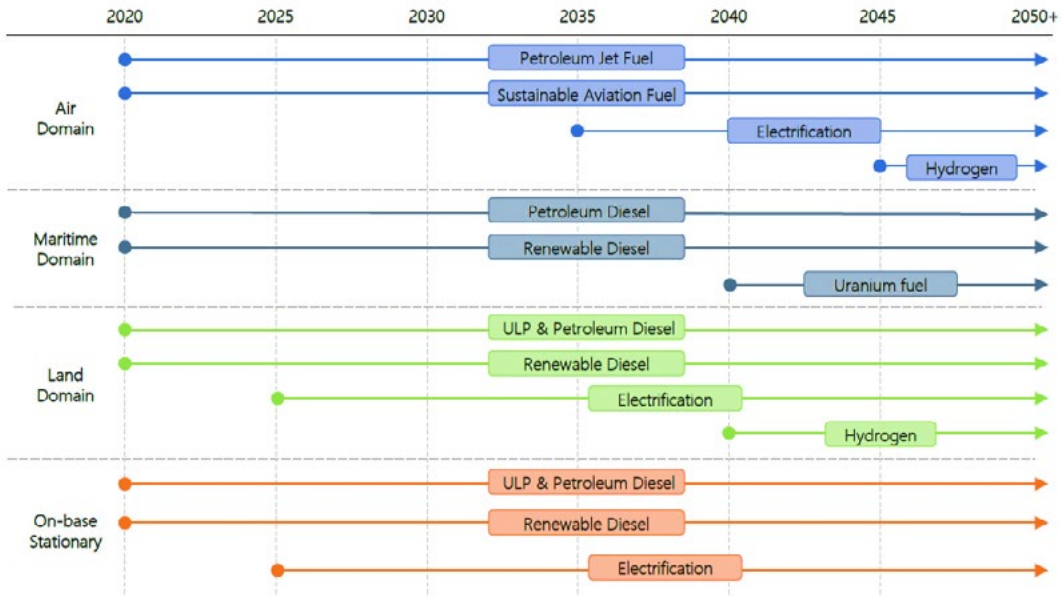 2020 2025 2030 2035 2040 2045 2050+
Petroleum Jet Fuel
Sustainable Aviation Fuel
Air
Domain
Electrification
Hydrogen
Petroleum Diesel
Maritime
Domain
Renewable Diesel
Uranium fuel
ULP & Petroleum Diesel
Renewable Diesel
Land
Domain
Electrification
Hydrogen
ULP & Petroleum Diesel
On-base
Stationary
Renewable Diesel
Electrification